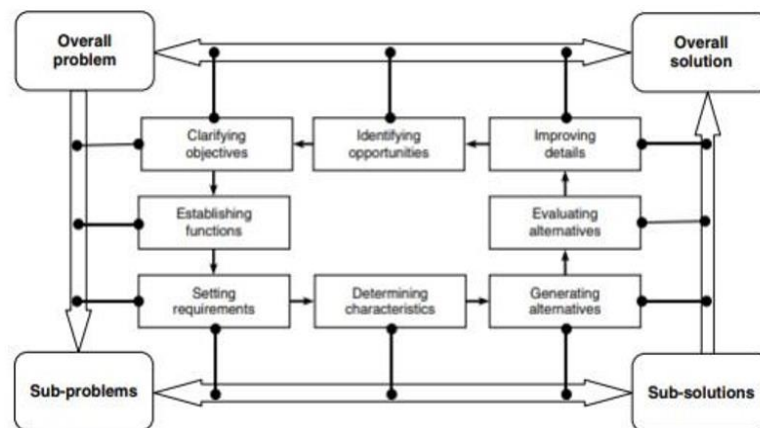 Overall
problem
Overall
solution
Clarifying
objectives
Identifying
opportunities
Improving
details
Establishing
functions
Evaluating
alternatives
Setting
requirements
Determining
characteristics
Generating
alternatives
Sub-problems
Sub-solutions